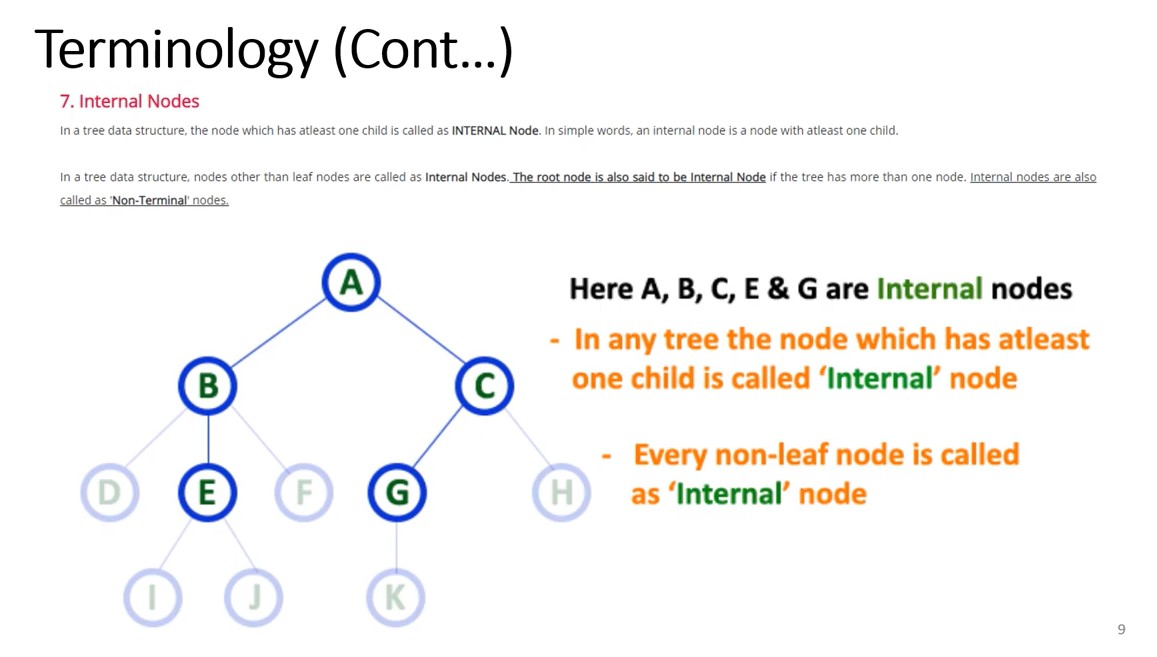 Terminology (Cont...)
7. Internal Nodes
In a tree data structure, the node which has atleast one child is called as INTERNAL Node. In simple words, an internal node is a node with atleast one child.
In a tree data structure, nodes other than leaf nodes are called as Internal Nodes. The root node is also said to be Internal Node if the tree has more than one node. Internal nodes are also
called as 'Non-Terminal' nodes.
A
Here A, B, C, E & G are Internal nodes
- In any tree the node which has atleast
one child is called ‘Internal’ node
B
C
- Every non-leaf node is called
as ‘Internal’ node
D
E
F
G
H
I
J
K
9